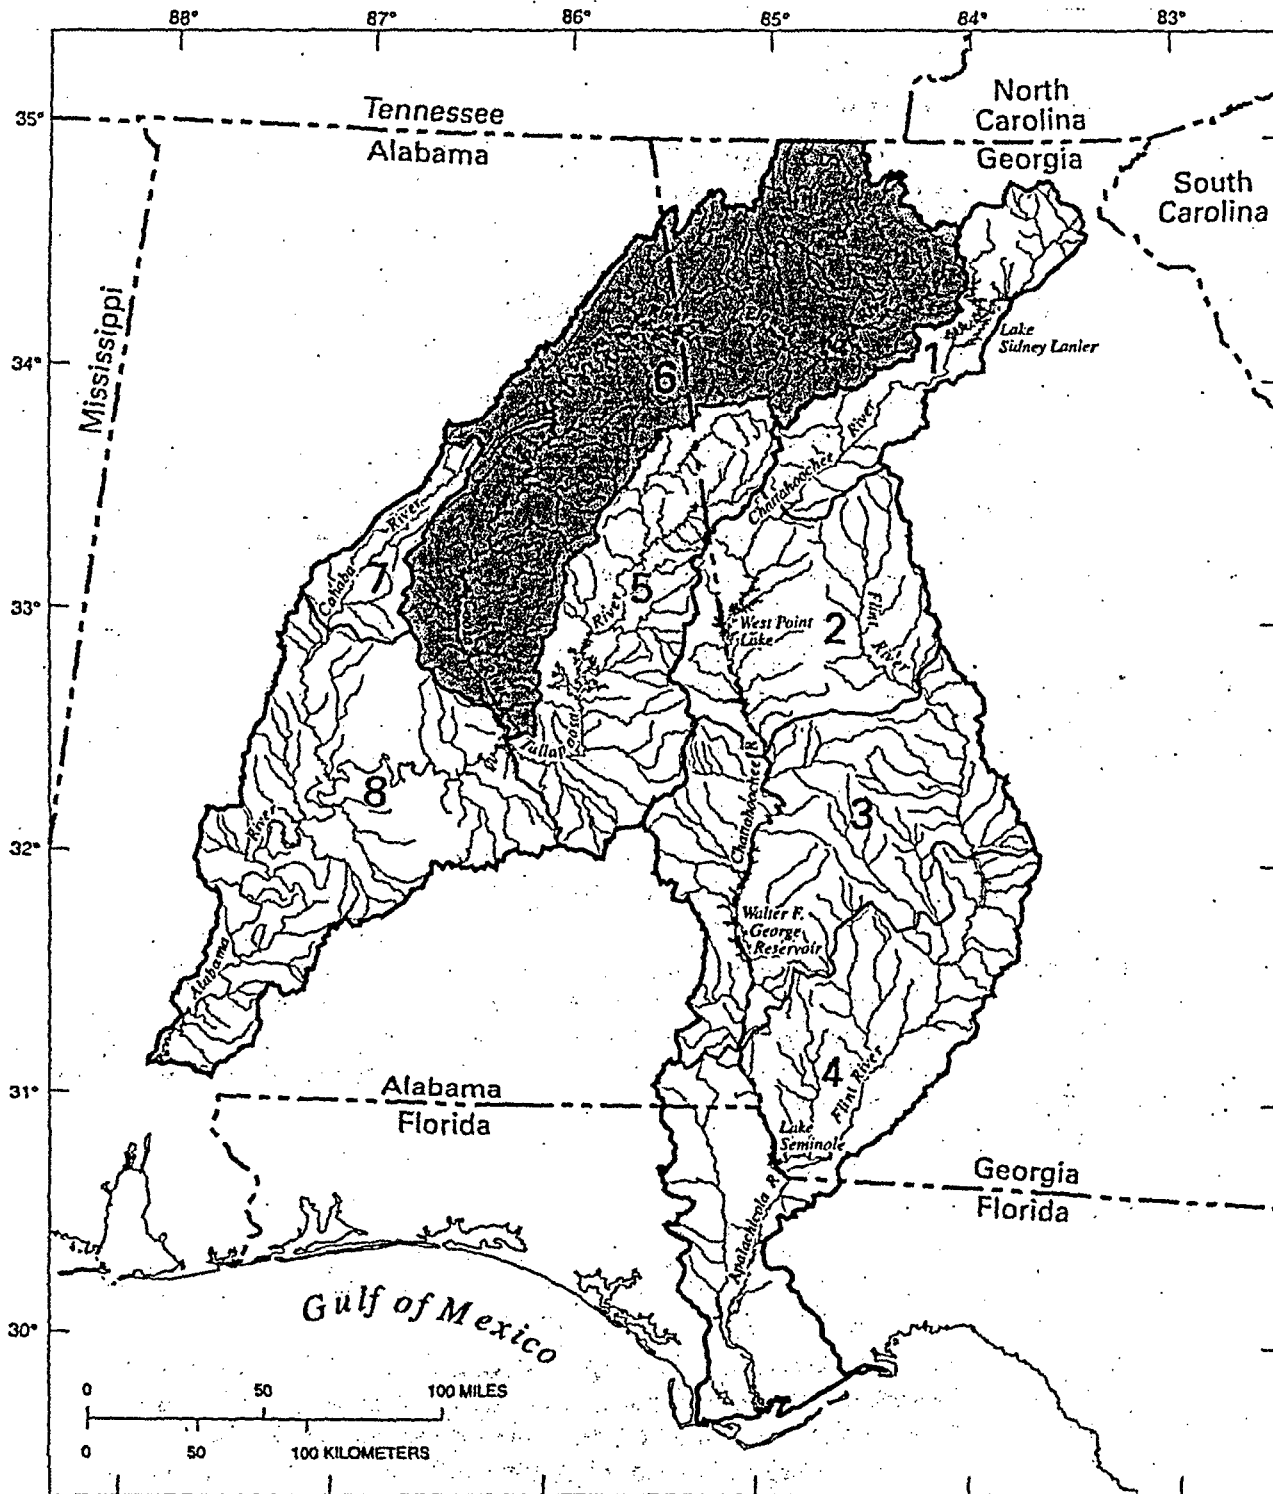 88° 87° 86° 85° 84° 83°
35°
Tennessee
Alabama
North
Carolina
Georgia
South
Carolina
Mississippi
34°
Lake
Sidney Lanier
1
6
River
Chattahoochee
River
Cahaba
7
33°
5
River
West Point
Lake
2
Flint
River
Tallapoosa
8
River
Chattahoochee R
3
32°
Walter F.
George
Reservoir
Alabama
4
Flint River
31°
Alabama
Florida
Lake
Seminole
Georgia
Florida
Apalachicola R
Gulf of Mexico
30°
0 50 100 MILES
0 50 100 KILOMETERS